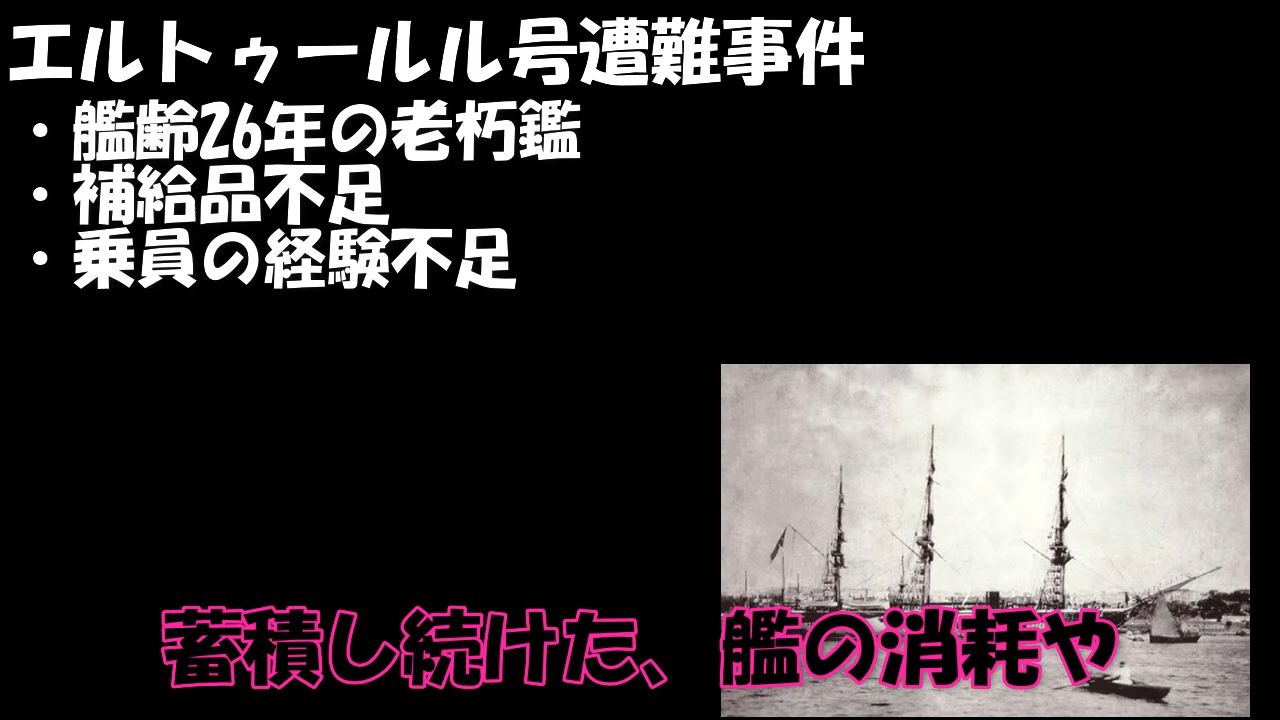 エルトゥールル号遭難事件
・艦齢26年の老朽鑑
・補給品不足
・乗員の経験不足
蓄積し続けた、艦の消耗や